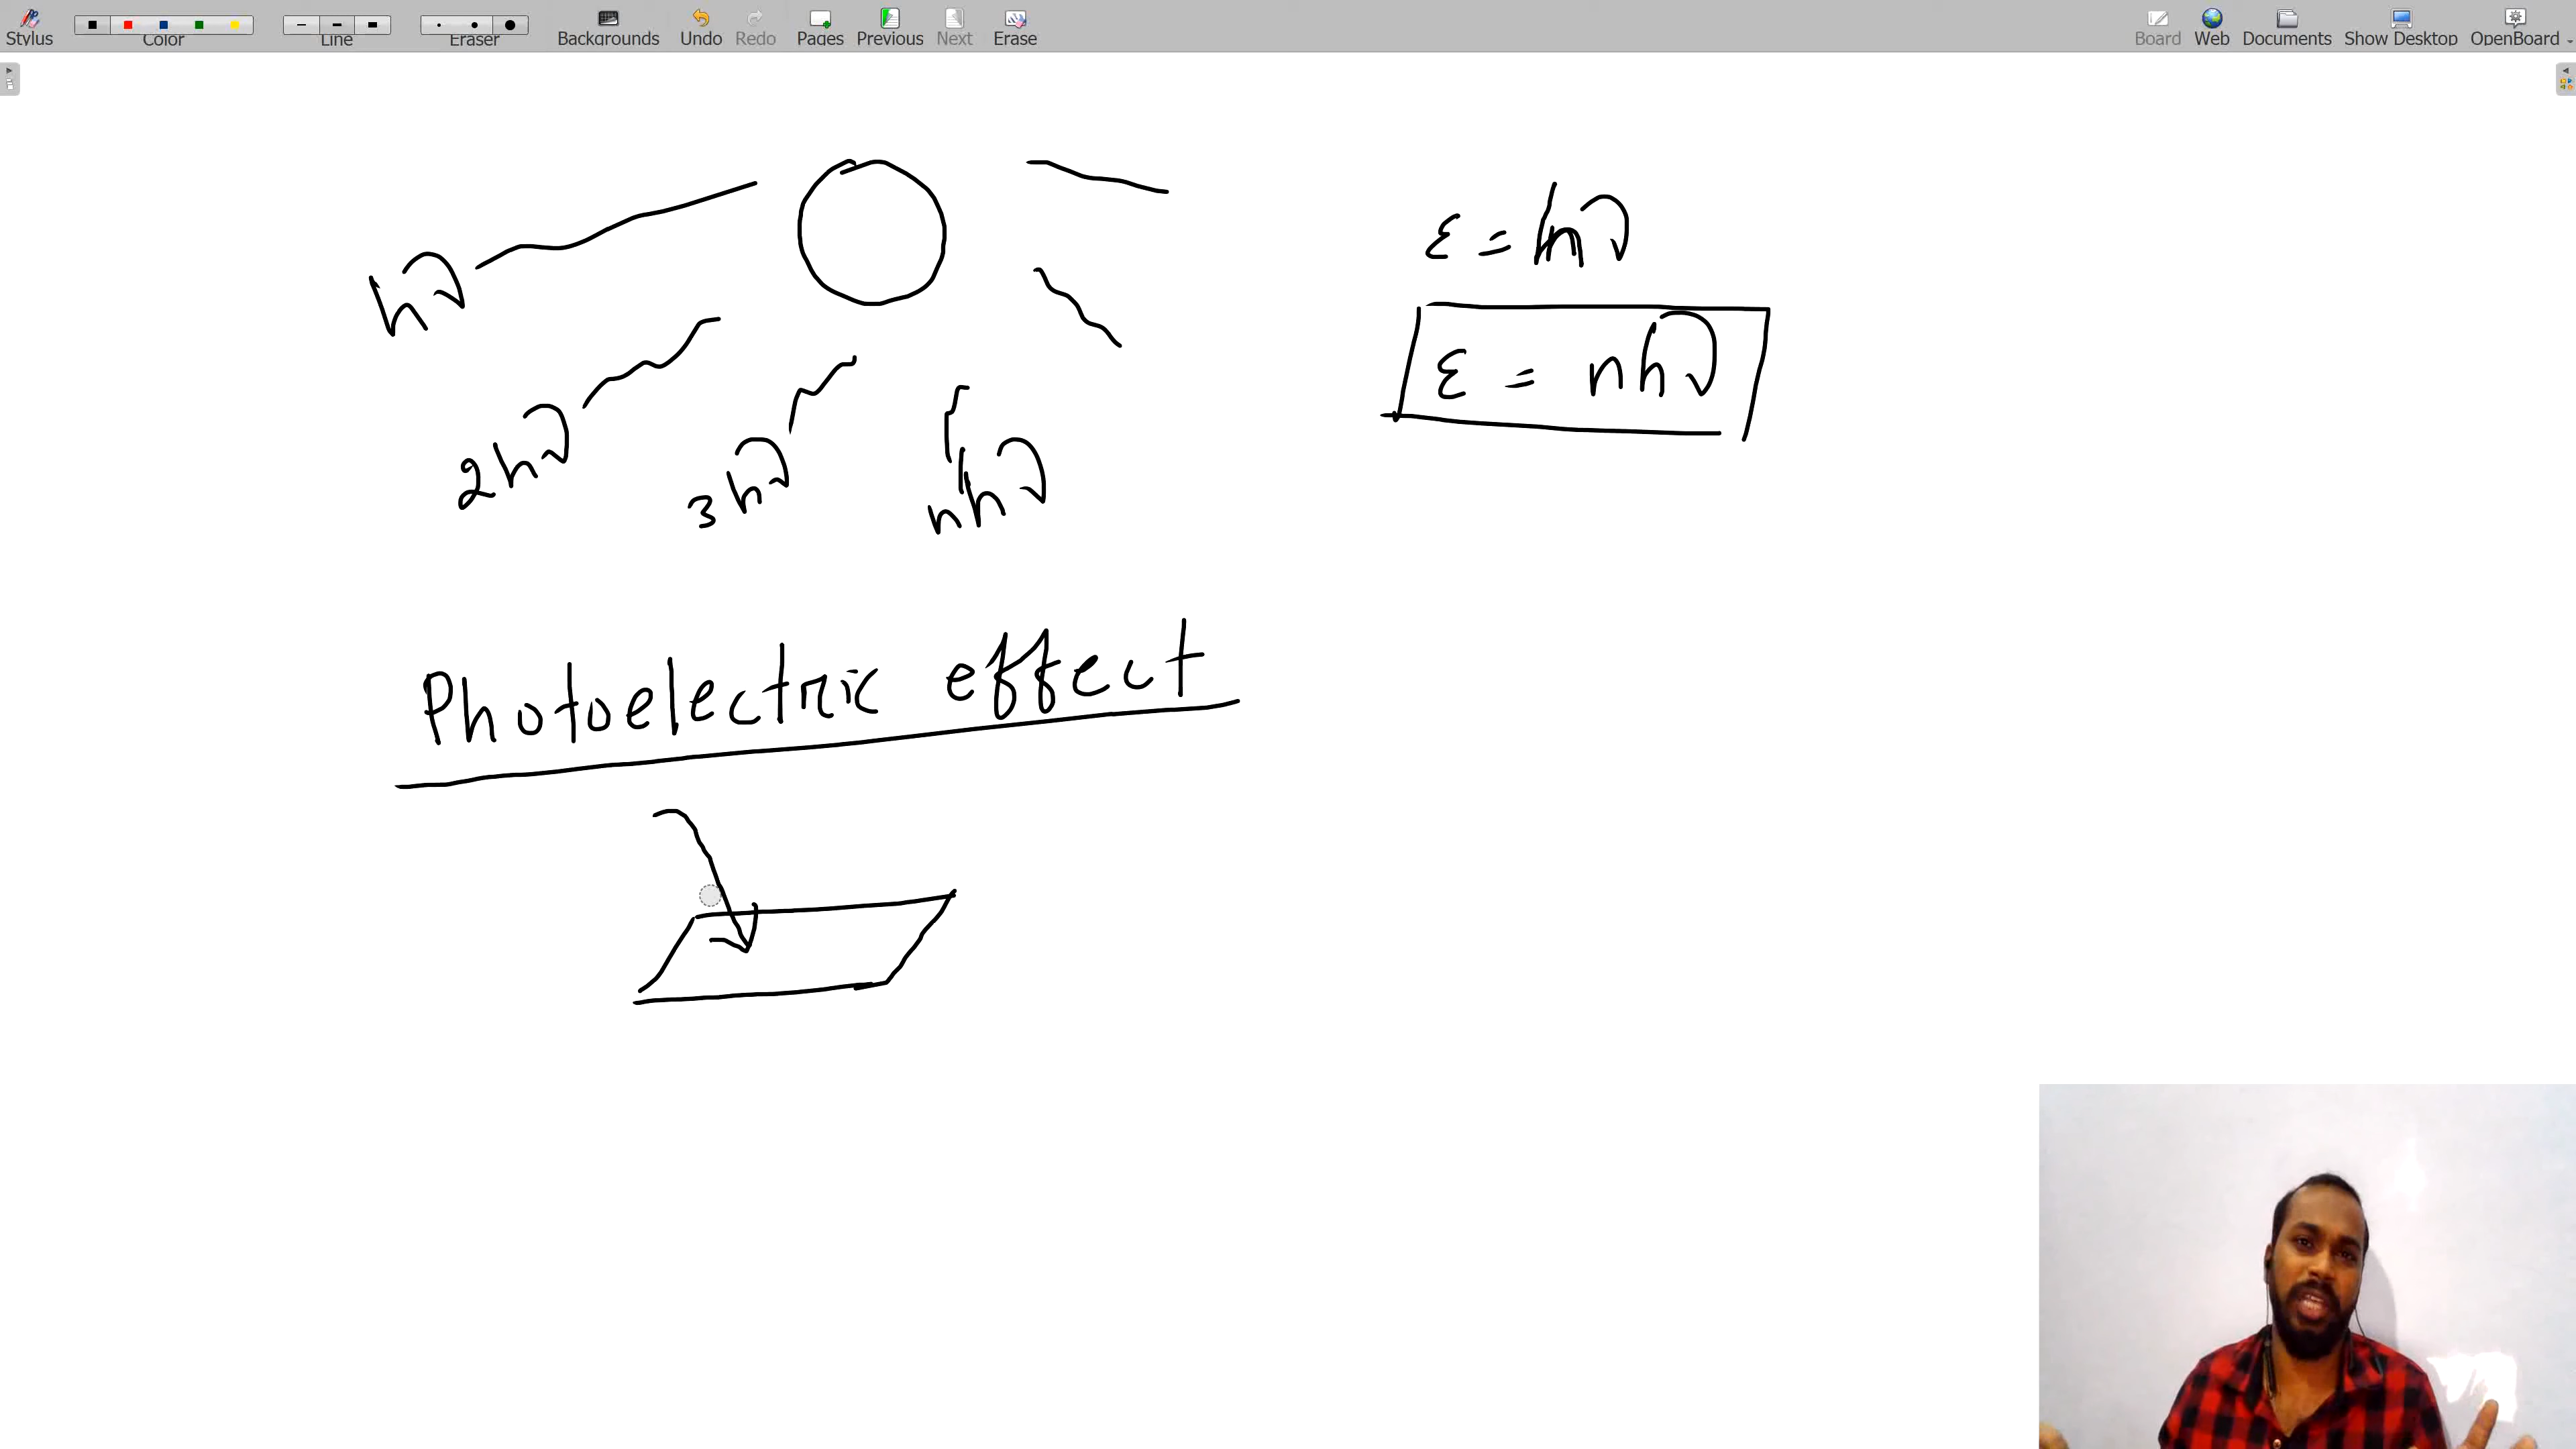 Stylus Color Line Eraser Backgrounds Undo Redo Pages Previous Next Erase Board Web Documents Show Desktop OpenBoard
hν
2hν
3hν
nhν
ε = hν
ε = nhν
Photoelectric effect